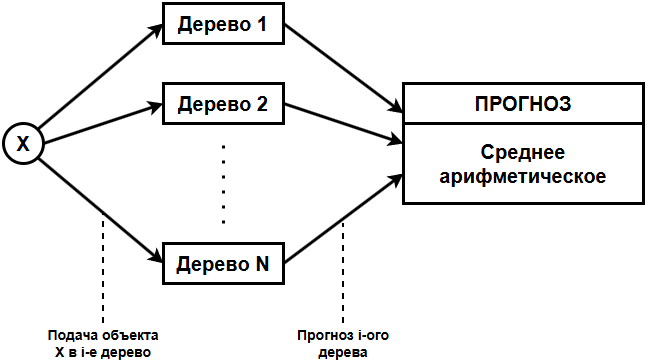 Дерево 1
Дерево 2
X
ПРОГНОЗ
Среднее
арифметическое
Дерево N
Подача объекта
X в i-е дерево
Прогноз i-ого
дерева